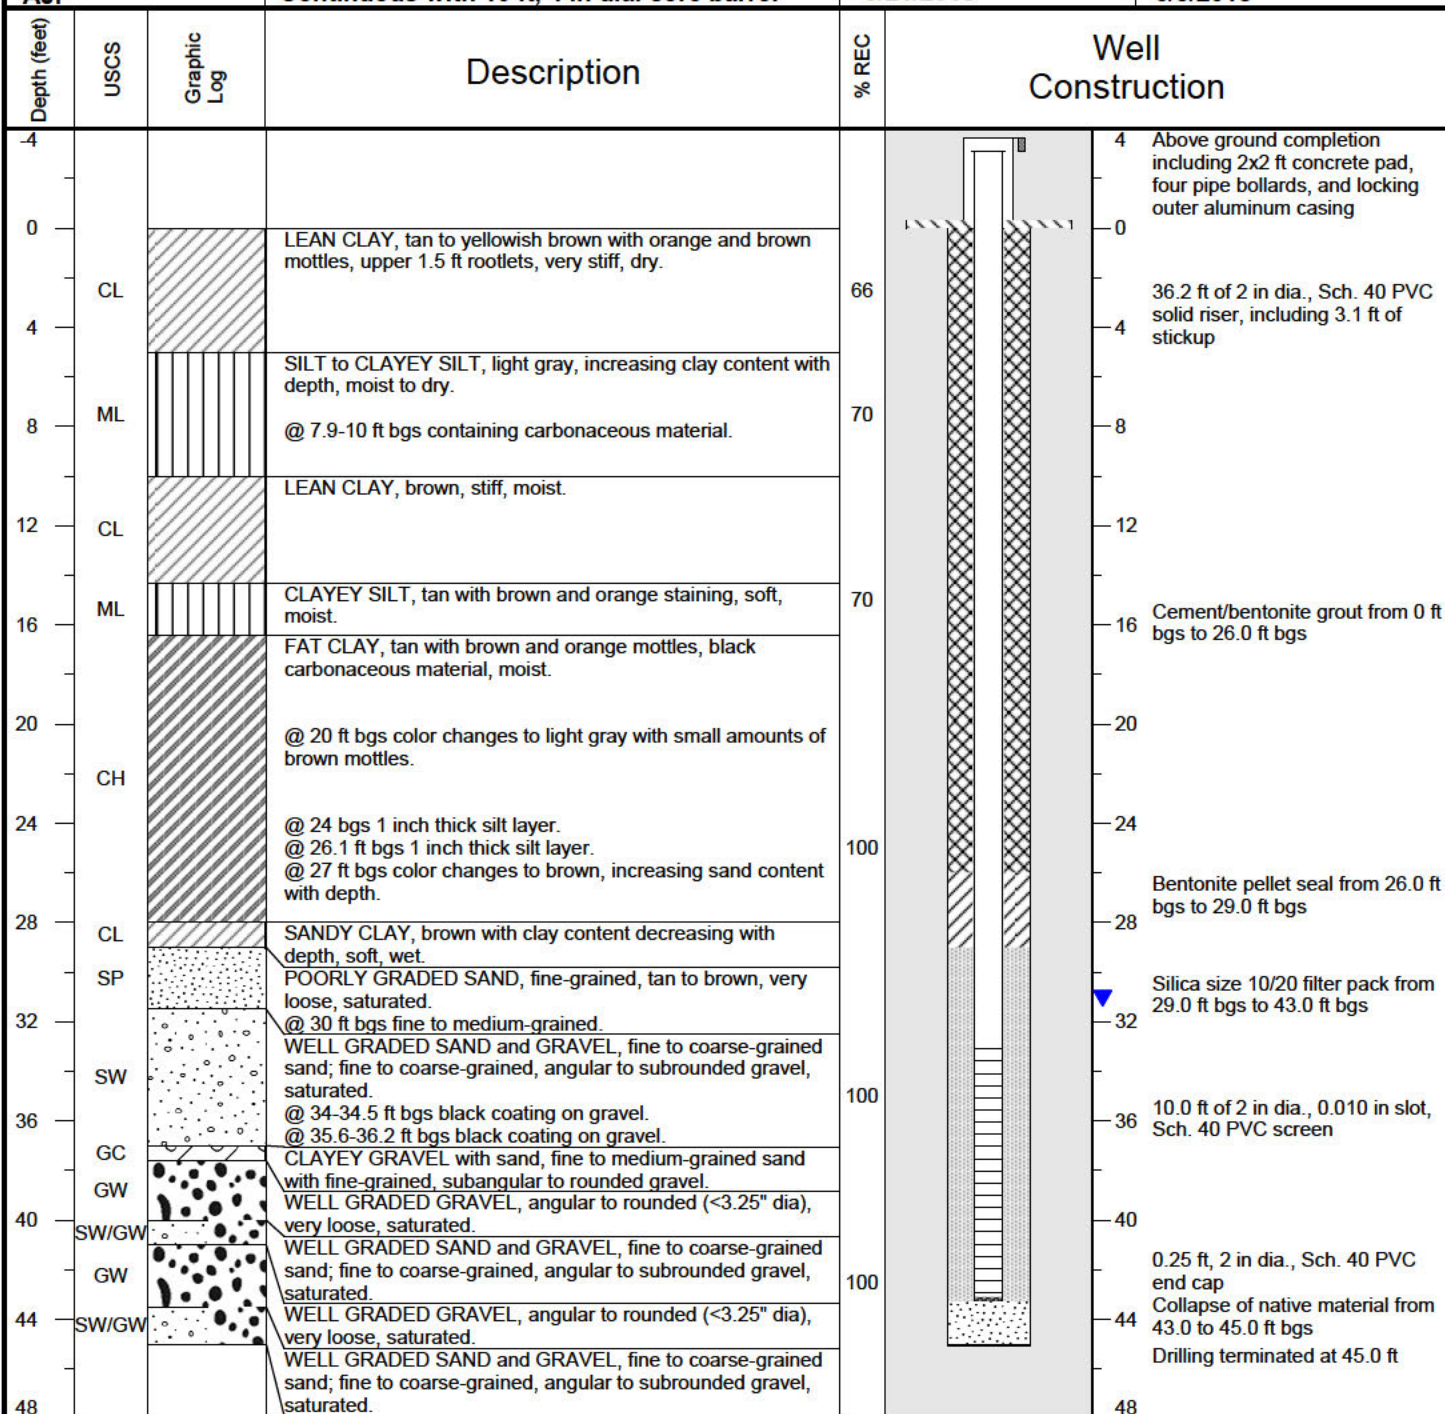 Depth (feet)
USCS
Graphic
Log
Description
% REC
Well
Construction
-4
0
4
8
12
16
20
24
28
32
36
40
44
48
CL
ML
CL
ML
CH
CL
SP
SW
GC
GW
SW/GW
GW
SW/GW
LEAN CLAY, tan to yellowish brown with orange and brown
mottles, upper 1.5 ft rootlets, very stiff, dry.
SILT to CLAYEY SILT, light gray, increasing clay content with
depth, moist to dry.
@ 7.9-10 ft bgs containing carbonaceous material.
LEAN CLAY, brown, stiff, moist.
CLAYEY SILT, tan with brown and orange staining, soft,
moist.
FAT CLAY, tan with brown and orange mottles, black
carbonaceous material, moist.
@ 20 ft bgs color changes to light gray with small amounts of
brown mottles.
@ 24 bgs 1 inch thick silt layer.
@ 26.1 ft bgs 1 inch thick silt layer.
@ 27 ft bgs color changes to brown, increasing sand content
with depth.
SANDY CLAY, brown with clay content decreasing with
depth, soft, wet.
POORLY GRADED SAND, fine-grained, tan to brown, very
loose, saturated.
@ 30 ft bgs fine to medium-grained.
WELL GRADED SAND and GRAVEL, fine to coarse-grained
sand; fine to coarse-grained, angular to subrounded gravel,
saturated.
@ 34-34.5 ft bgs black coating on gravel.
@ 35.6-36.2 ft bgs black coating on gravel.
CLAYEY GRAVEL with sand, fine to medium-grained sand
with fine-grained, subangular to rounded gravel.
WELL GRADED GRAVEL, angular to rounded (<3.25" dia),
very loose, saturated.
WELL GRADED SAND and GRAVEL, fine to coarse-grained
sand; fine to coarse-grained, angular to subrounded gravel,
saturated.
WELL GRADED GRAVEL, angular to rounded (<3.25" dia),
very loose, saturated.
WELL GRADED SAND and GRAVEL, fine to coarse-grained
sand; fine to coarse-grained, angular to subrounded gravel,
saturated.
66
70
70
100
100
100
4
0
4
8
12
16
20
24
28
32
36
40
44
48
Above ground completion
including 2x2 ft concrete pad,
four pipe bollards, and locking
outer aluminum casing
36.2 ft of 2 in dia., Sch. 40 PVC
solid riser, including 3.1 ft of
stickup
Cement/bentonite grout from 0 ft
bgs to 26.0 ft bgs
Bentonite pellet seal from 26.0 ft
bgs to 29.0 ft bgs
Silica size 10/20 filter pack from
29.0 ft bgs to 43.0 ft bgs
10.0 ft of 2 in dia., 0.010 in slot,
Sch. 40 PVC screen
0.25 ft, 2 in dia., Sch. 40 PVC
end cap
Collapse of native material from
43.0 to 45.0 ft bgs
Drilling terminated at 45.0 ft